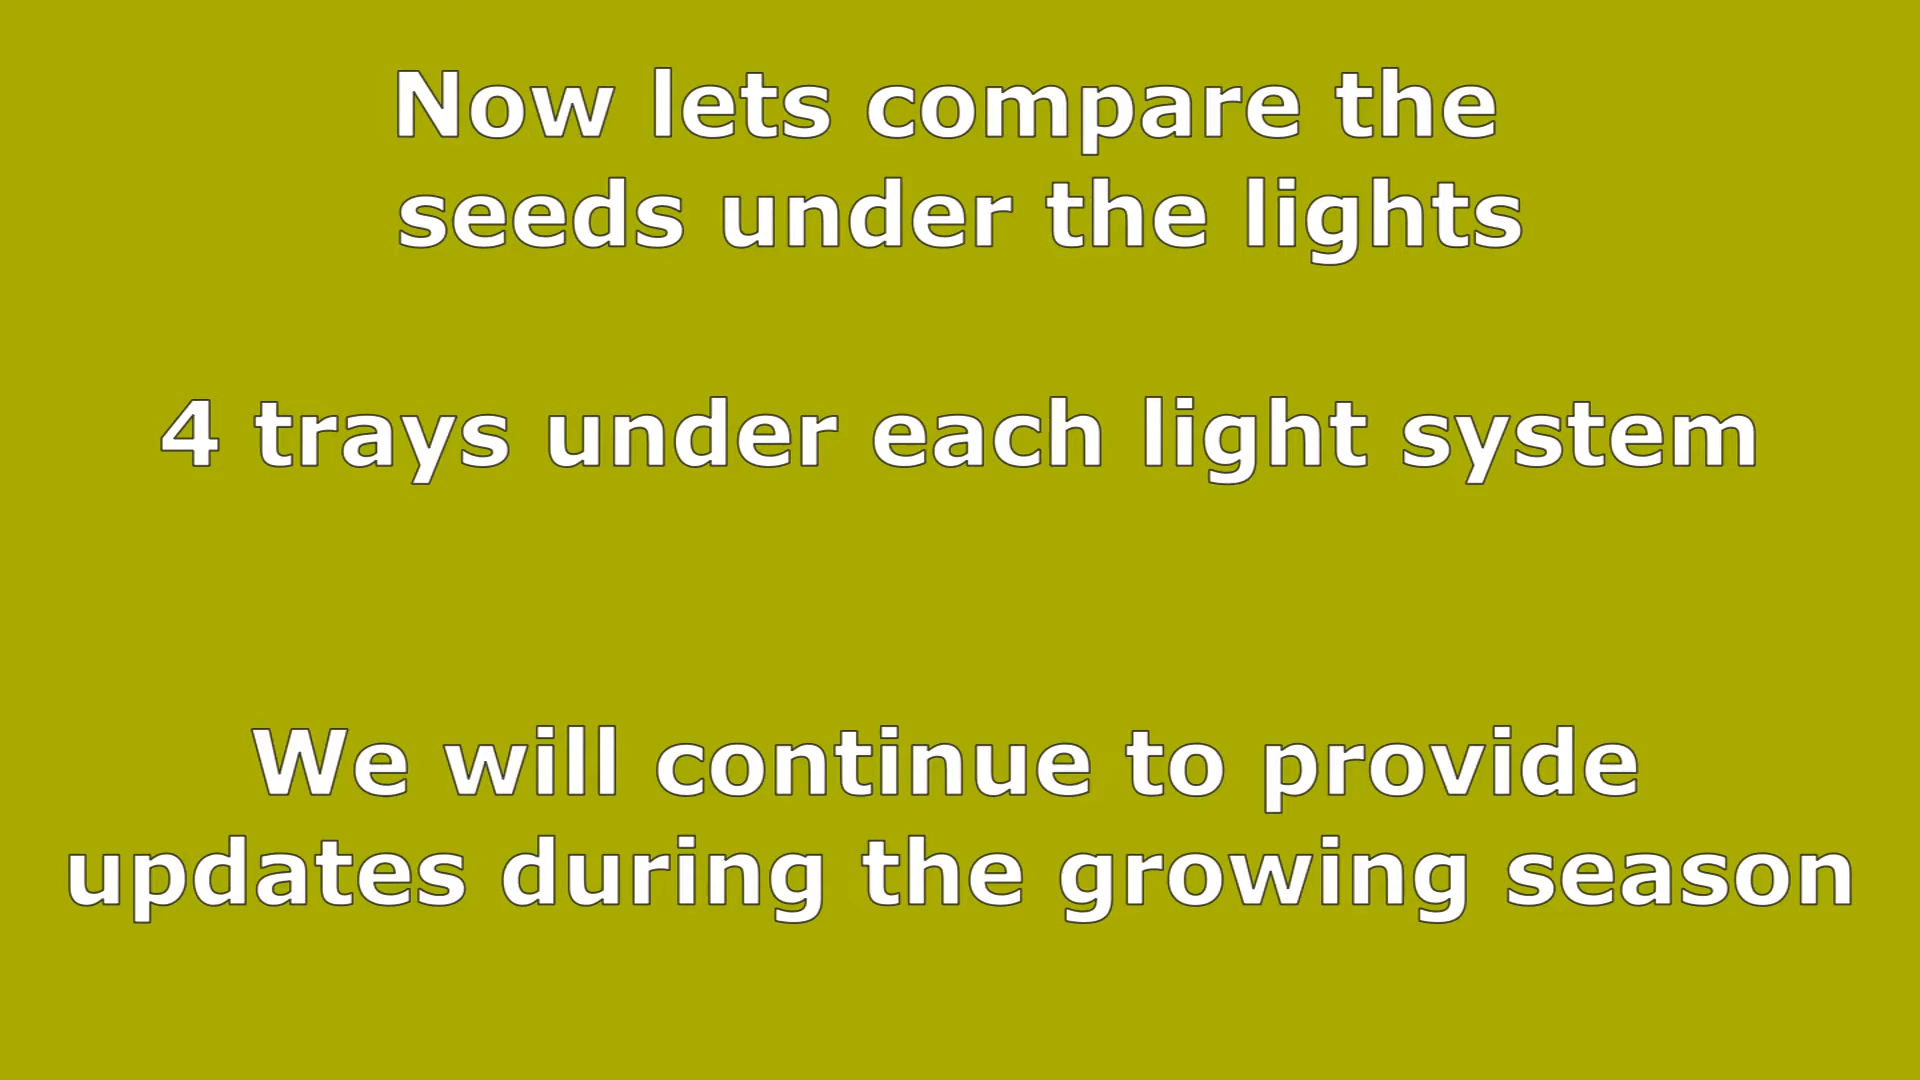 Now lets compare the
seeds under the lights
4 trays under each light system
We will continue to provide
updates during the growing season